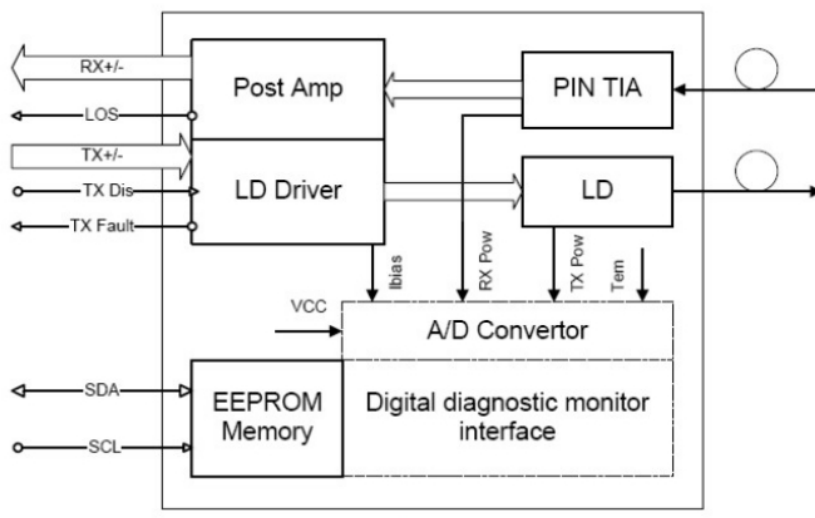 RX+/-
Post Amp
PIN TIA
LOS
TX+/-
TX Dis
LD Driver
LD
TX Fault
Ibias
RX Pow
TX Pow
Tem
VCC
A/D Convertor
SDA
EEPROM
Memory
Digital diagnostic monitor
interface
SCL